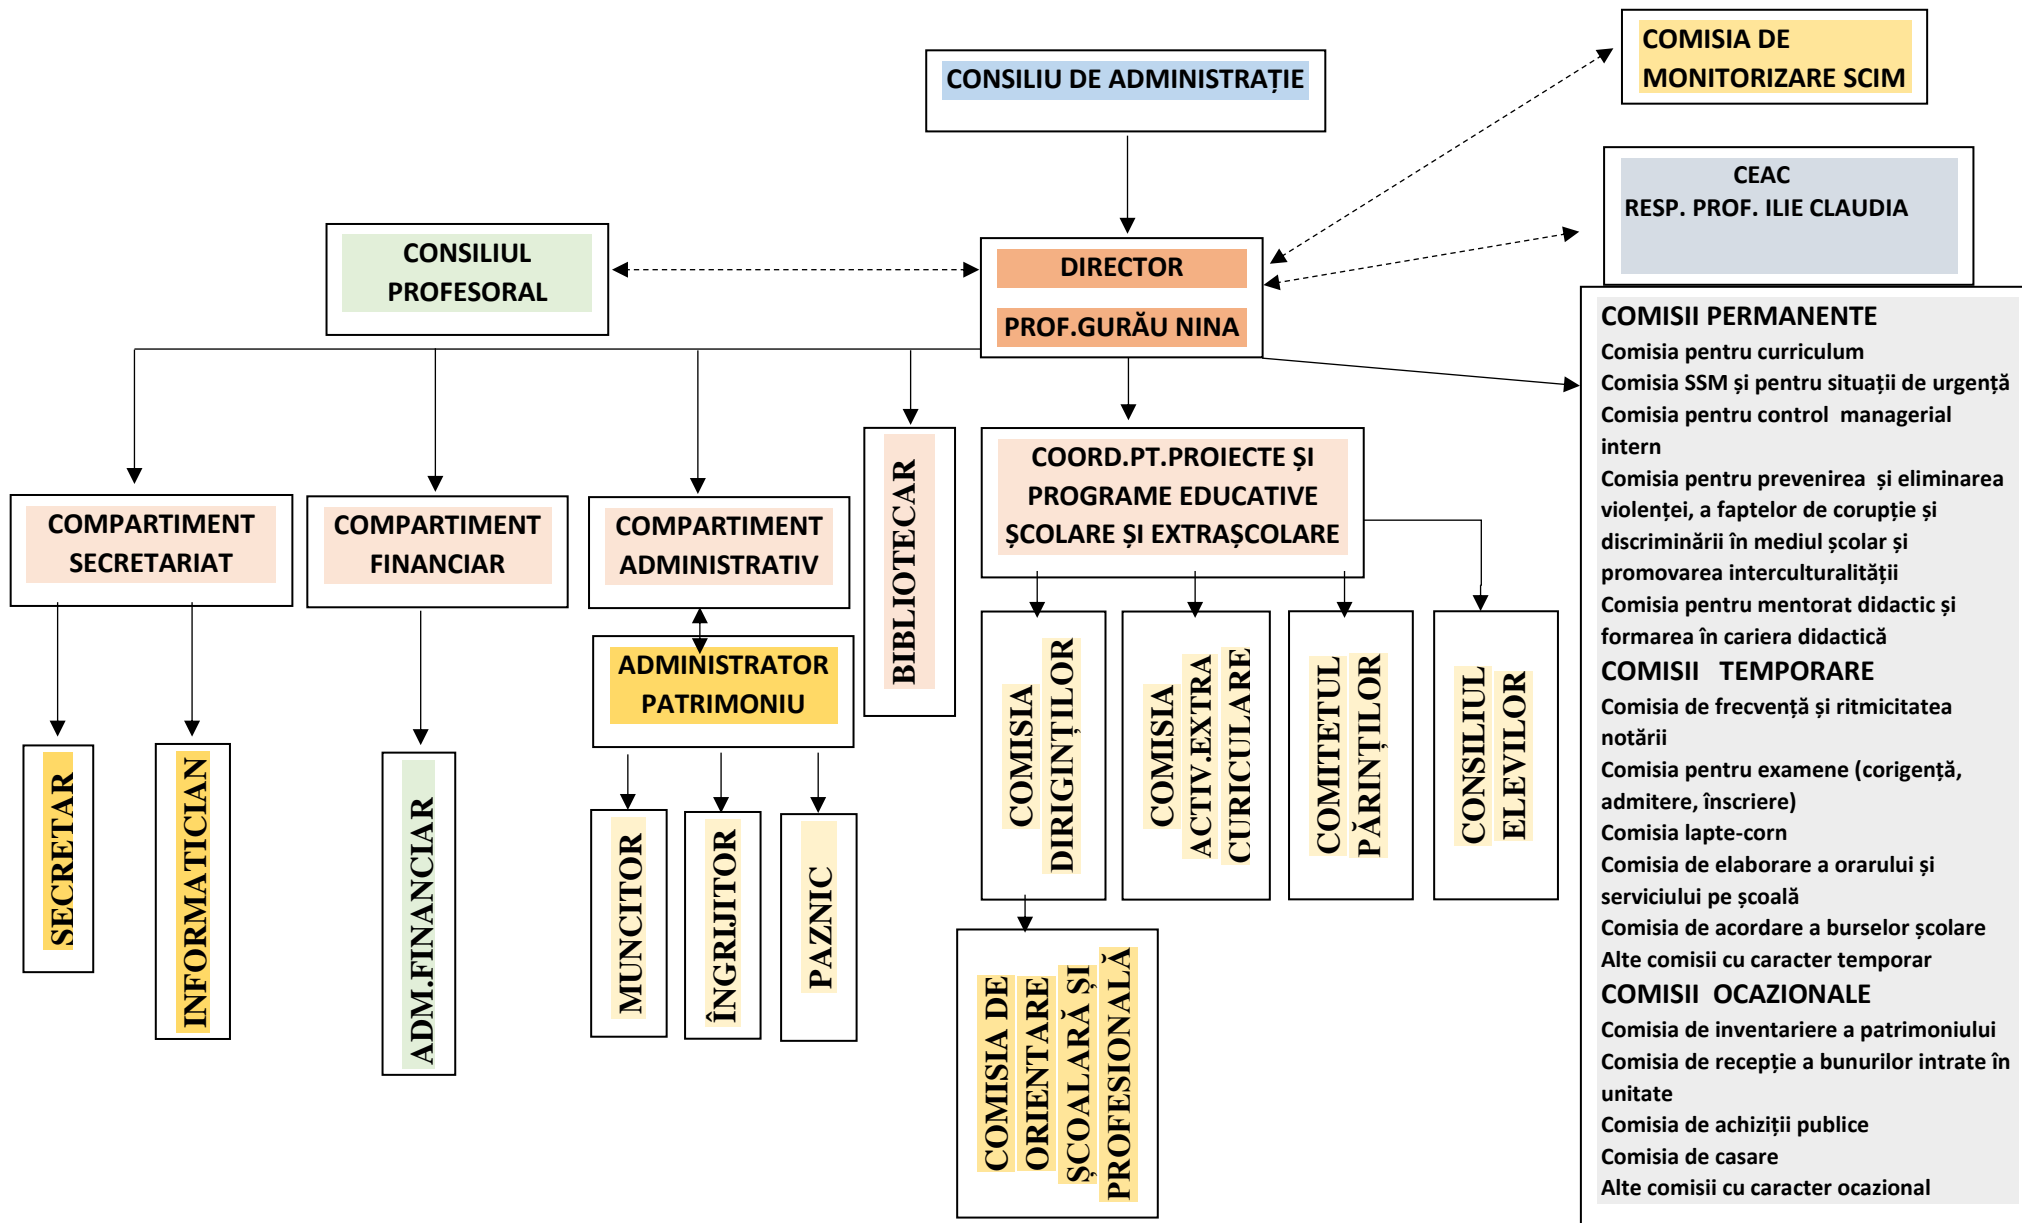 CONSILIU DE ADMINISTRAȚIE
COMISIA DE
MONITORIZARE SCIM
CEAC
RESP. PROF. ILIE CLAUDIA
CONSILIUL
PROFESORAL
DIRECTOR
PROF.GURĂU NINA
COMPARTIMENT
SECRETARIAT
COMPARTIMENT
FINANCIAR
COMPARTIMENT
ADMINISTRATIV
BIBLIOTECAR
COORD.PT.PROIECTE ȘI
PROGRAME EDUCATIVE
ȘCOLARE ȘI EXTRAȘCOLARE
ADMINISTRATOR
PATRIMONIU
SECRETAR
INFORMATICIAN
ADM.FINANCIAR
MUNCITOR
ÎNGRIJITOR
PAZNIC
COMISIA
DIRIGINȚILOR
COMISIA
ACTIV.EXTRA
CURICULARE
COMITETUL
PĂRINȚILOR
CONSILIUL
ELEVILOR
COMISIA DE
ORIENTARE
ȘCOALARĂ ȘI
PROFESIONALĂ
COMISII PERMANENTE
Comisia pentru curriculum
Comisia SSM și pentru situații de urgență
Comisia pentru control  managerial
intern
Comisia pentru prevenirea  și eliminarea
violenței, a faptelor de corupție și
discriminării în mediul școlar și
promovarea interculturalității
Comisia pentru mentorat didactic și
formarea în cariera didactică
COMISII   TEMPORARE
Comisia de frecvență și ritmicitatea
notării
Comisia pentru examene (corigență,
admitere, înscriere)
Comisia lapte-corn
Comisia de elaborare a orarului și
serviciului pe școală
Comisia de acordare a burselor școlare
Alte comisii cu caracter temporar
COMISII  OCAZIONALE
Comisia de inventariere a patrimoniului
Comisia de recepție a bunurilor intrate în
unitate
Comisia de achiziții publice
Comisia de casare
Alte comisii cu caracter ocazional